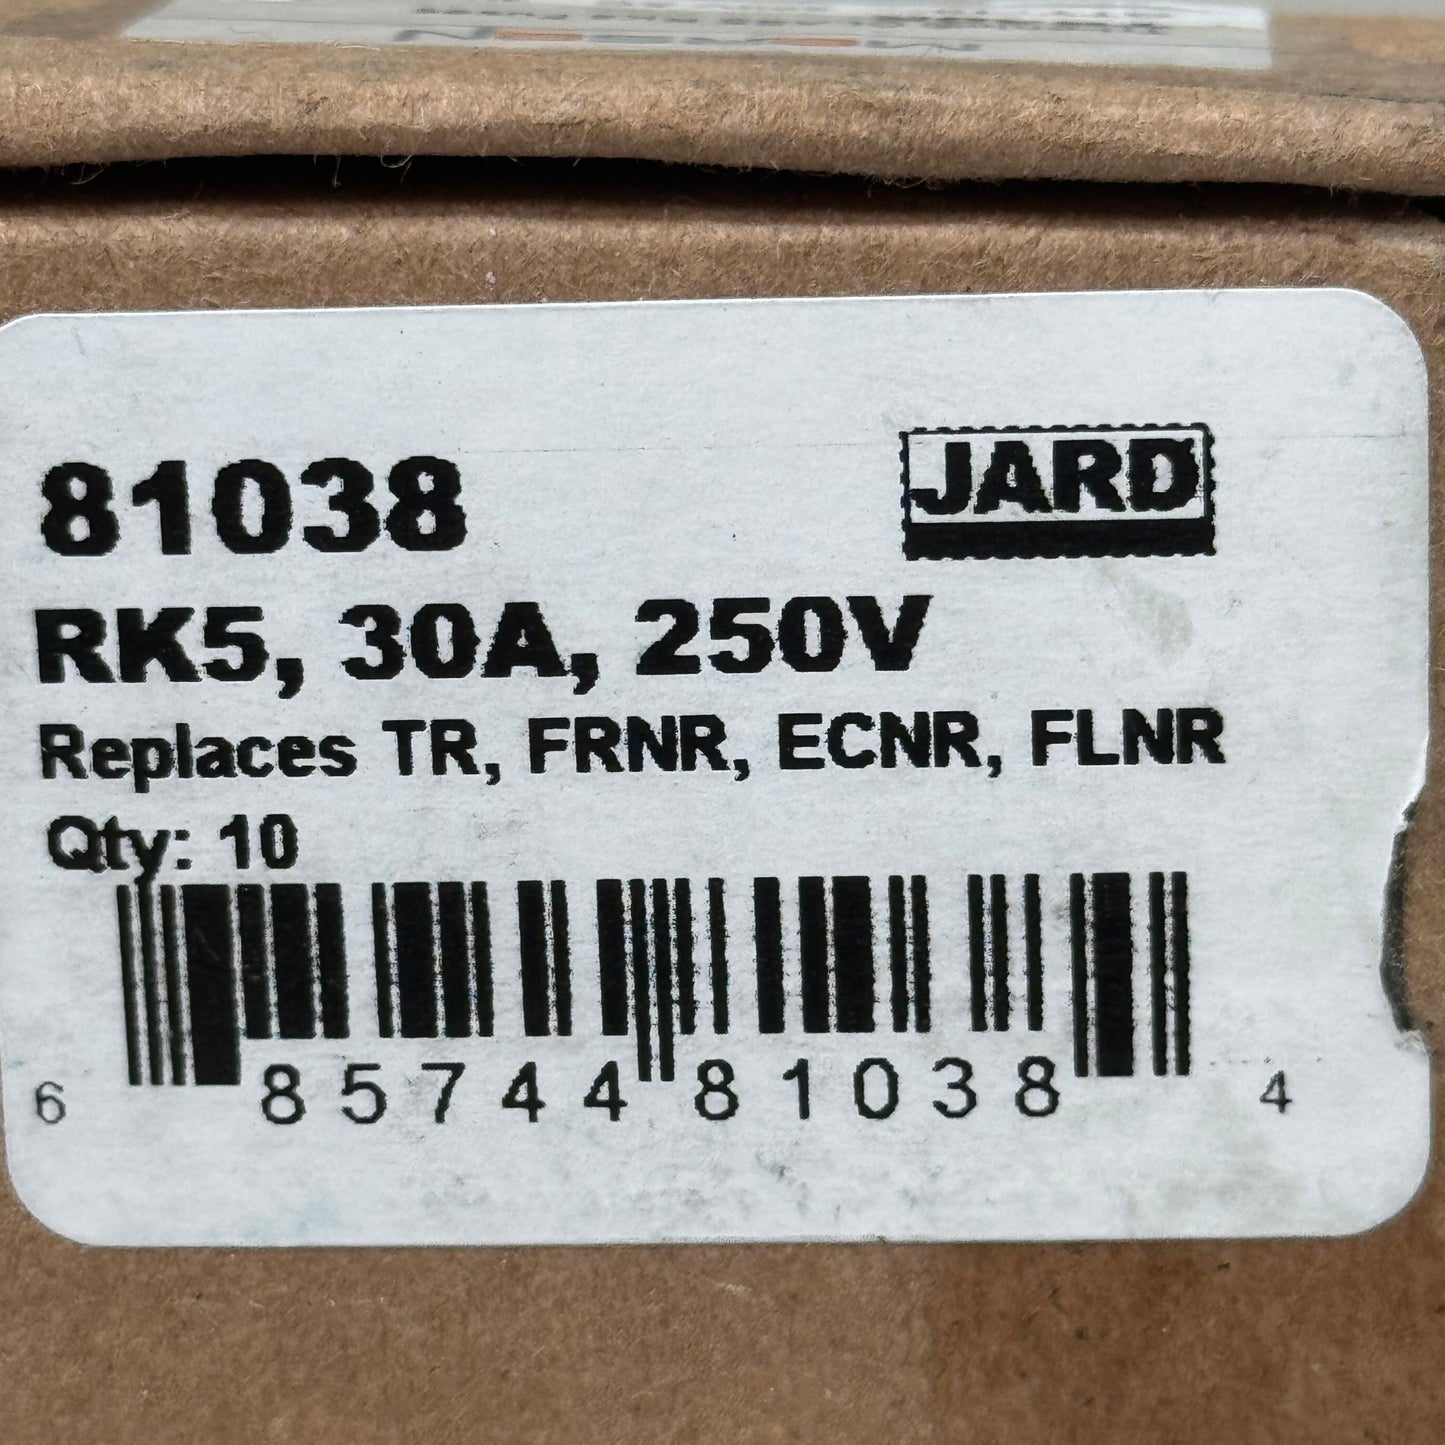 81038
JARD
RK5, 30A, 250V
Replaces TR, FRNR, ECNR, FLNR
Qty: 10
6 85744 81038 4